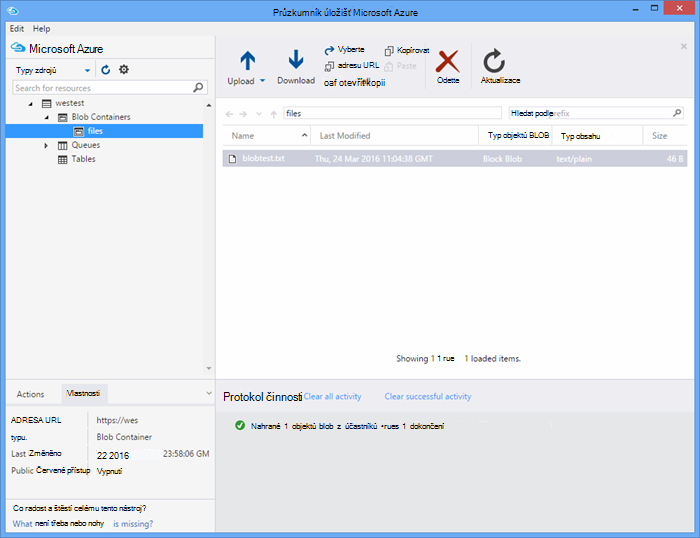 Průzkumník úložišť Microsoft Azure
Edit Help
Microsoft Azure
Typy zdrojů
Search for resources
westest
Blob Containers
files
Queues
Tables
Upload
Download
Vyberte
adresu URL
oaf otevřítkopii
Kopírovat
Paste
Odette
Aktualizace
files
Hledat podleprefix
Name Last Modified Typ objektů BLOB Typ obsahu Size
blobtest.txt Thu, 24 Mar 2016 11:04:38 GMT Block Blob text/plain 46 B
Showing 1 1 rue 1 loaded items.
Actions Vlastnosti
ADRESA URL https://wes
typu. Blob Container
Last Změněno 22 2016 23:58:06 GM
Public Červené přístup Vypnutí
Co radost a štěstí celému tento nástroj?
What není třeba nebo nohy is missing?
Protokol činnosti Clear all activity Clear successful activity
Nahrané 1 objektů blob z účastníků •rues 1 dokončení